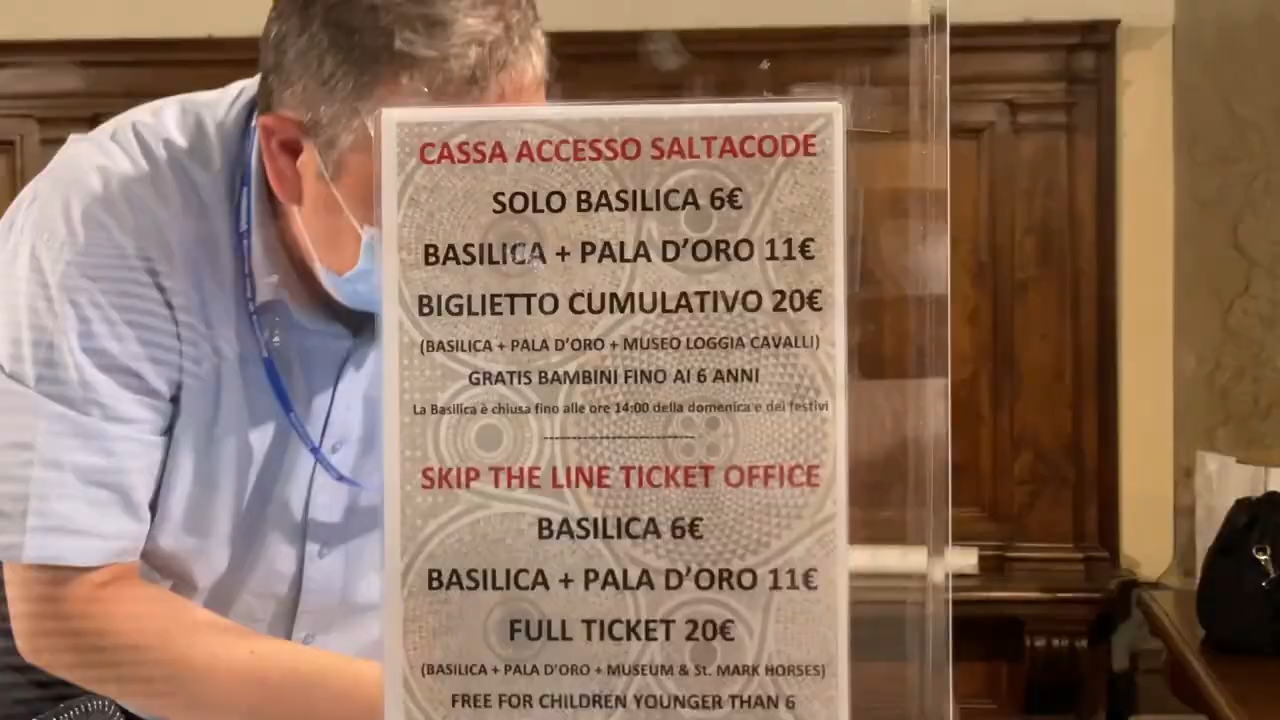 CASSA ACCESSO SALTACODE
SOLO BASILICA 6€
BASILICA + PALA D'ORO 11€
BIGLIETTO CUMULATIVO 20€
(BASILICA + PALA D'ORO + MUSEO LOGGIA CAVALLI)
GRATIS BAMBINI FINO AI 6 ANNI
La Basilica è chiusa fino alle ore 14:00 della domenica e dei festivi
------------------------------
SKIP THE LINE TICKET OFFICE
BASILICA 6€
BASILICA + PALA D'ORO 11€
FULL TICKET 20€
(BASILICA + PALA D'ORO + MUSEUM & St. MARK HORSES)
FREE FOR CHILDREN YOUNGER THAN 6